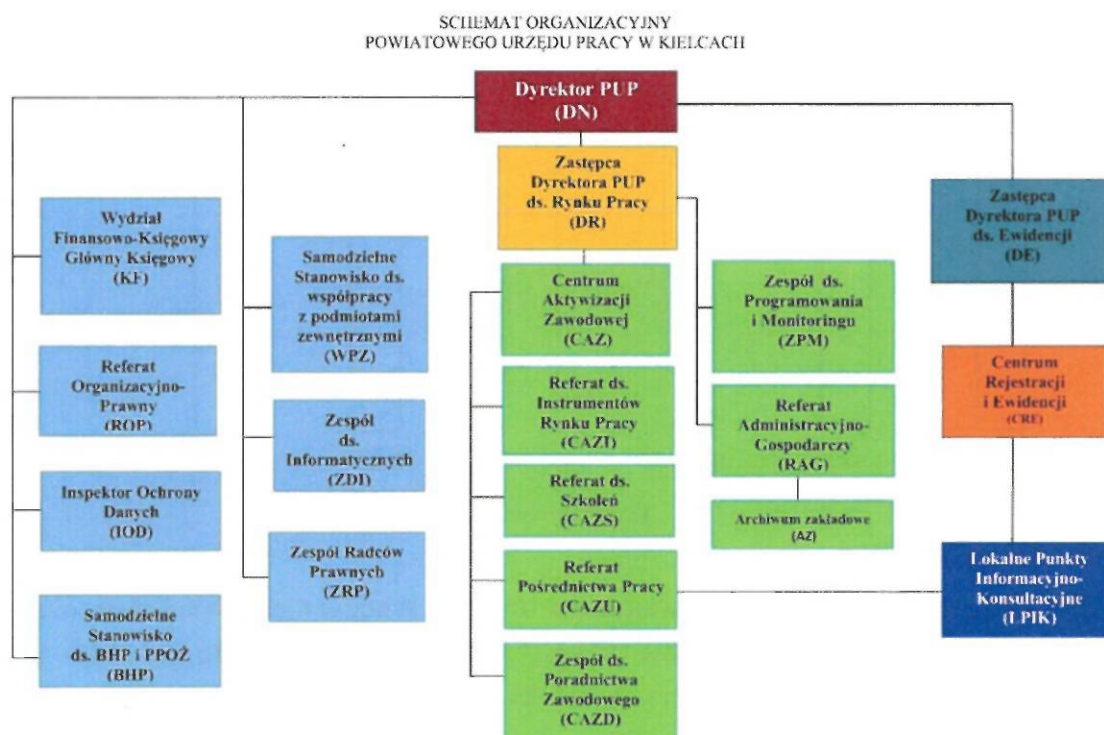 SCHEMAT ORGANIZACYJNY
POWIATOWEGO URZĘDU PRACY W KIELCACH
Dyrektor PUP
(DN)
Zastępca
Dyrektora PUP
ds. Rynku Pracy
(DR)
Zastępca
Dyrektora PUP
ds. Ewidencji
(DE)
Wydział
Finansowo-Księgowy
Główny Księgowy
(KF)
Referat
Organizacyjno-
Prawny
(ROP)
Inspektor Ochrony
Danych
(IOD)
Samodzielne
Stanowisko
ds. BHP i PPOŻ
(BHP)
Samodzielne
Stanowisko ds.
współpracy
z podmiotami
zewnętrznymi
(WPZ)
Zespół
ds.
Informatycznych
(ZDI)
Zespół Radców
Prawnych
(ZRP)
Centrum
Aktywizacji
Zawodowej
(CAZ)
Referat ds.
Instrumentów
Rynku Pracy
(CAZI)
Referat ds.
Szkoleń
(CAZS)
Referat
Pośrednictwa Pracy
(CAZU)
Zespół ds.
Poradnictwa
Zawodowego
(CAZD)
Zespół ds.
Programowania
i Monitoringu
(ZPM)
Referat
Administracyjno-
Gospodarczy
(RAG)
Archiwum zakładowe
(AZ)
Centrum
Rejestracji
i Ewidencji
(CRE)
Lokalne Punkty
Informacyjno-
Konsultacyjne
(LPIK)